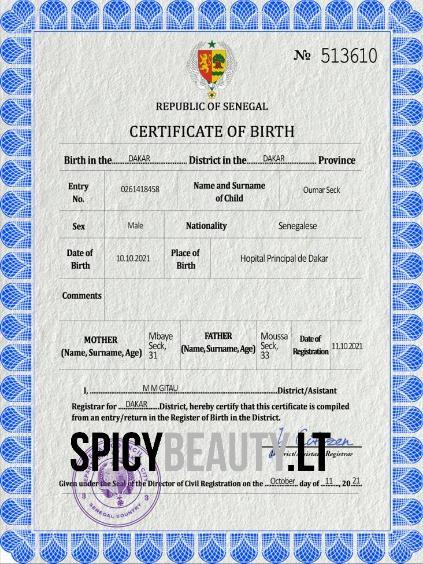 № 513610
REPUBLIC OF SENEGAL
CERTIFICATE OF BIRTH
Birth in the DAKAR District in the DAKAR Province
Entry No. 0261418458 Name and Surname of Child Oumar Seck
Sex Male Nationality Senegalese
Date of Birth 10.10.2021 Place of Birth Hopital Principal de Dakar
Comments
MOTHER (Name, Surname, Age) Mbaye Seck, 31 FATHER (Name, Surname, Age) Moussa Seck, 33 Date of Registration 11.10.2021
I, M M GITAU District/Asistant
Registrar for DAKAR District, hereby certify that this certificate is compiled
from an entry/return in the Register of Birth in the District.
SPICYBEAUTY.LT
Given under the Seal of the Director of Civil Registration on the October day of 11, 2021
SENEGAL COUNTRY